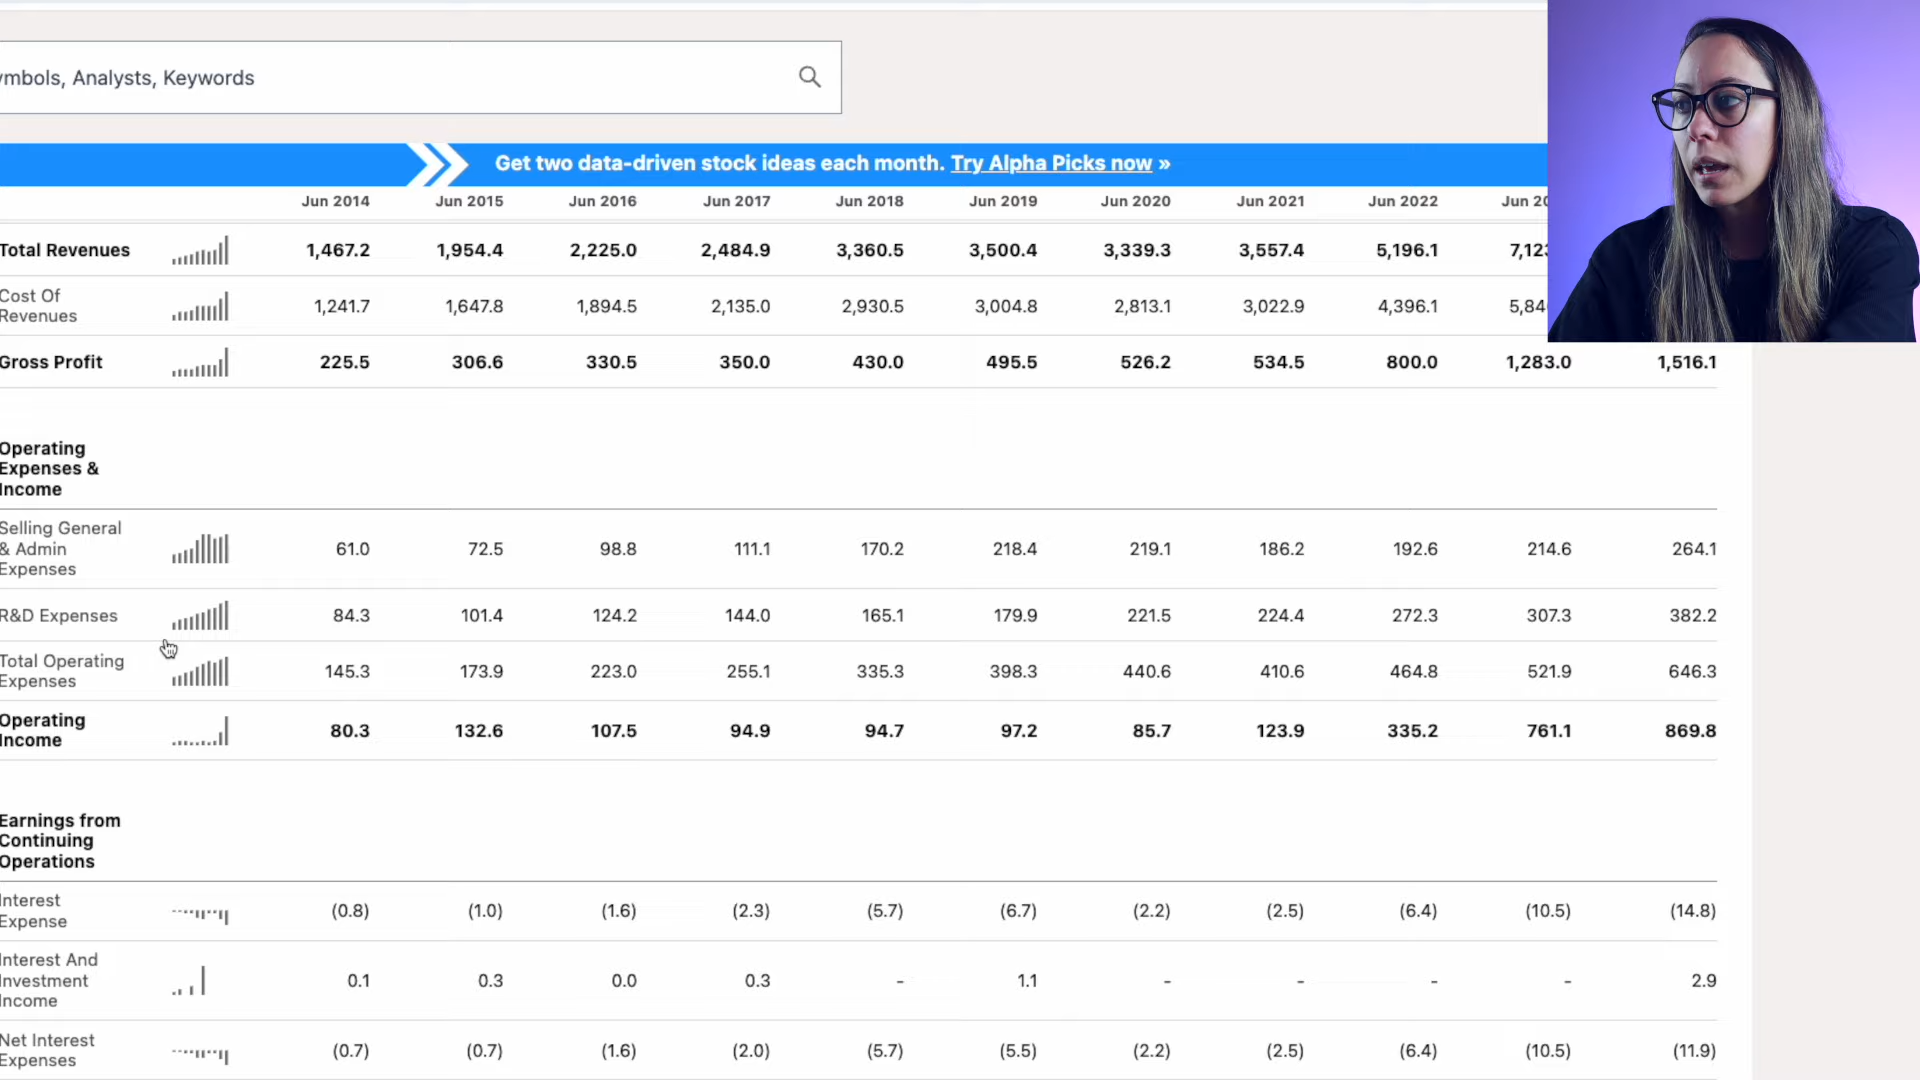 ymbols, Analysts, Keywords
Get two data-driven stock ideas each month. Try Alpha Picks now »
Jun 2014 Jun 2015 Jun 2016 Jun 2017 Jun 2018 Jun 2019 Jun 2020 Jun 2021 Jun 2022 Jun 20
Total Revenues 1,467.2 1,954.4 2,225.0 2,484.9 3,360.5 3,500.4 3,339.3 3,557.4 5,196.1 7,123
Cost Of
Revenues 1,241.7 1,647.8 1,894.5 2,135.0 2,930.5 3,004.8 2,813.1 3,022.9 4,396.1 5,84
Gross Profit 225.5 306.6 330.5 350.0 430.0 495.5 526.2 534.5 800.0 1,283.0 1,516.1
Operating
Expenses &
Income
Selling General
& Admin
Expenses 61.0 72.5 98.8 111.1 170.2 218.4 219.1 186.2 192.6 214.6 264.1
R&D Expenses 84.3 101.4 124.2 144.0 165.1 179.9 221.5 224.4 272.3 307.3 382.2
Total Operating
Expenses 145.3 173.9 223.0 255.1 335.3 398.3 440.6 410.6 464.8 521.9 646.3
Operating
Income 80.3 132.6 107.5 94.9 94.7 97.2 85.7 123.9 335.2 761.1 869.8
Earnings from
Continuing
Operations
Interest
Expense (0.8) (1.0) (1.6) (2.3) (5.7) (6.7) (2.2) (2.5) (6.4) (10.5) (14.8)
Interest And
Investment
Income 0.1 0.3 0.0 0.3 - 1.1 - - - - 2.9
Net Interest
Expenses (0.7) (0.7) (1.6) (2.0) (5.7) (5.5) (2.2) (2.5) (6.4) (10.5) (11.9)